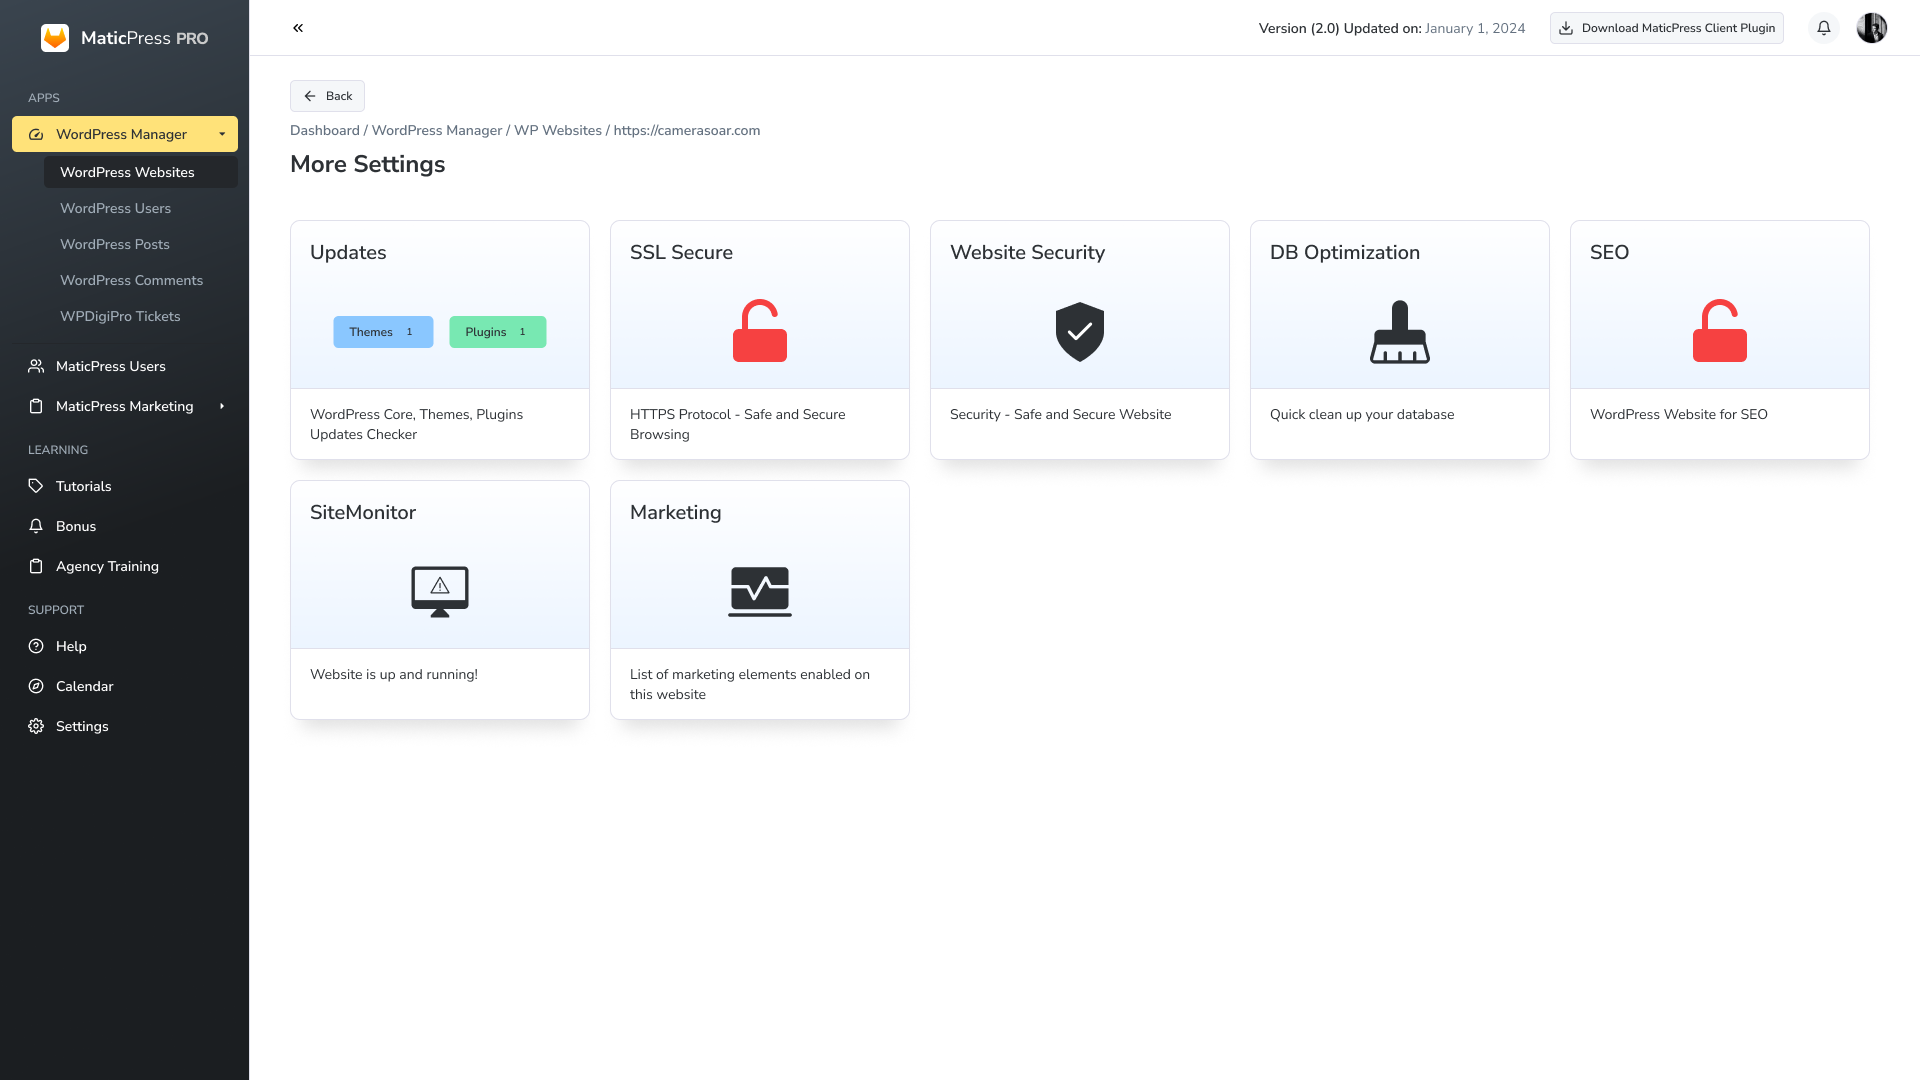 MaticPress PRO
APPS
WordPress Manager
WordPress Websites
WordPress Users
WordPress Posts
WordPress Comments
WPDigiPro Tickets
MaticPress Users
MaticPress Marketing
LEARNING
Tutorials
Bonus
Agency Training
SUPPORT
Help
Calendar
Settings
Version (2.0) Updated on: January 1, 2024
Download MaticPress Client Plugin
Back
Dashboard / WordPress Manager / WP Websites / https://camerasoar.com
More Settings
Updates
Themes 1
Plugins 1
WordPress Core, Themes, Plugins
Updates Checker
SSL Secure
HTTPS Protocol - Safe and Secure
Browsing
Website Security
Security - Safe and Secure Website
DB Optimization
Quick clean up your database
SEO
WordPress Website for SEO
SiteMonitor
Website is up and running!
Marketing
List of marketing elements enabled on
this website